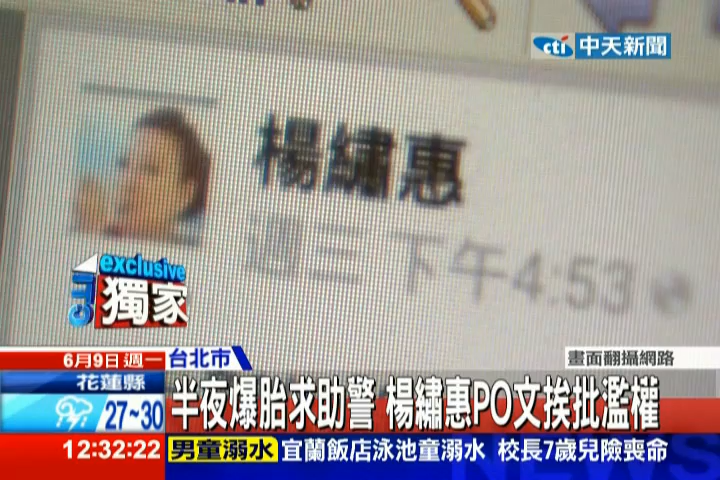 cti 中天新聞
楊繡惠
週三下午4:53
exclusive
獨家
6月9日 週一 台北市
畫面翻攝網路
花蓮縣
27~30
半夜爆胎求助警 楊繡惠PO文挨批濫權
12:32:22
男童溺水 宜蘭飯店泳池童溺水 校長7歲兒險喪命
NEWS